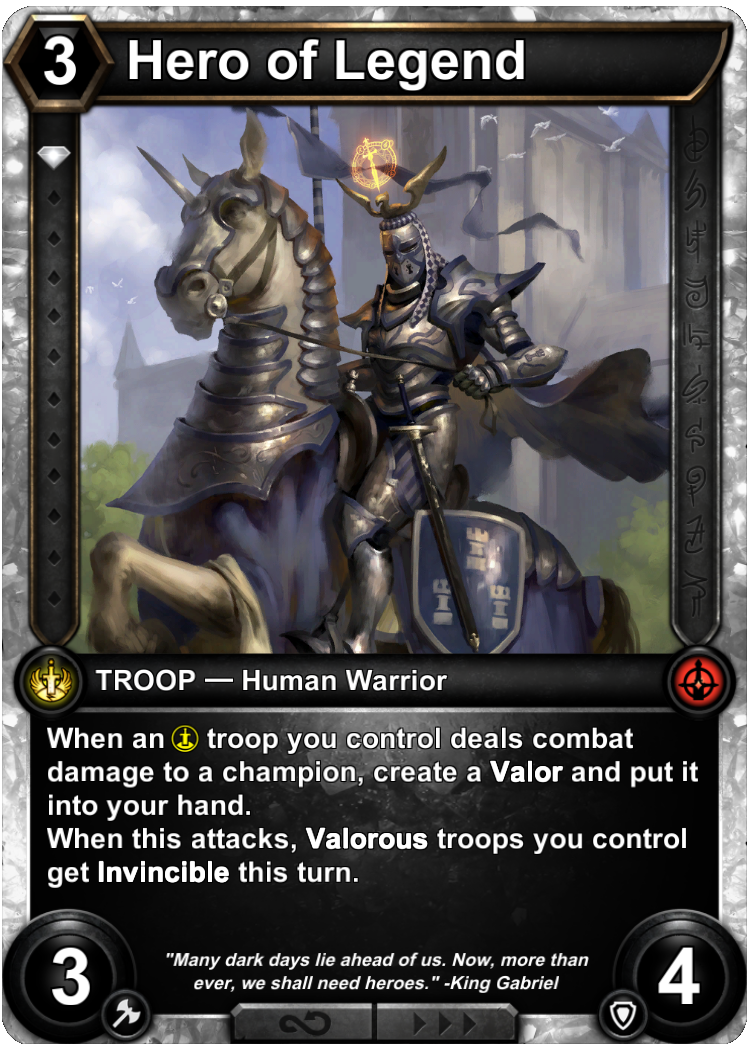 3 Hero of Legend
TROOP — Human Warrior
When an troop you control deals combat
damage to a champion, create a Valor and put it
into your hand.
When this attacks, Valorous troops you control
get Invincible this turn.
"Many dark days lie ahead of us. Now, more than
ever, we shall need heroes." -King Gabriel
3
4